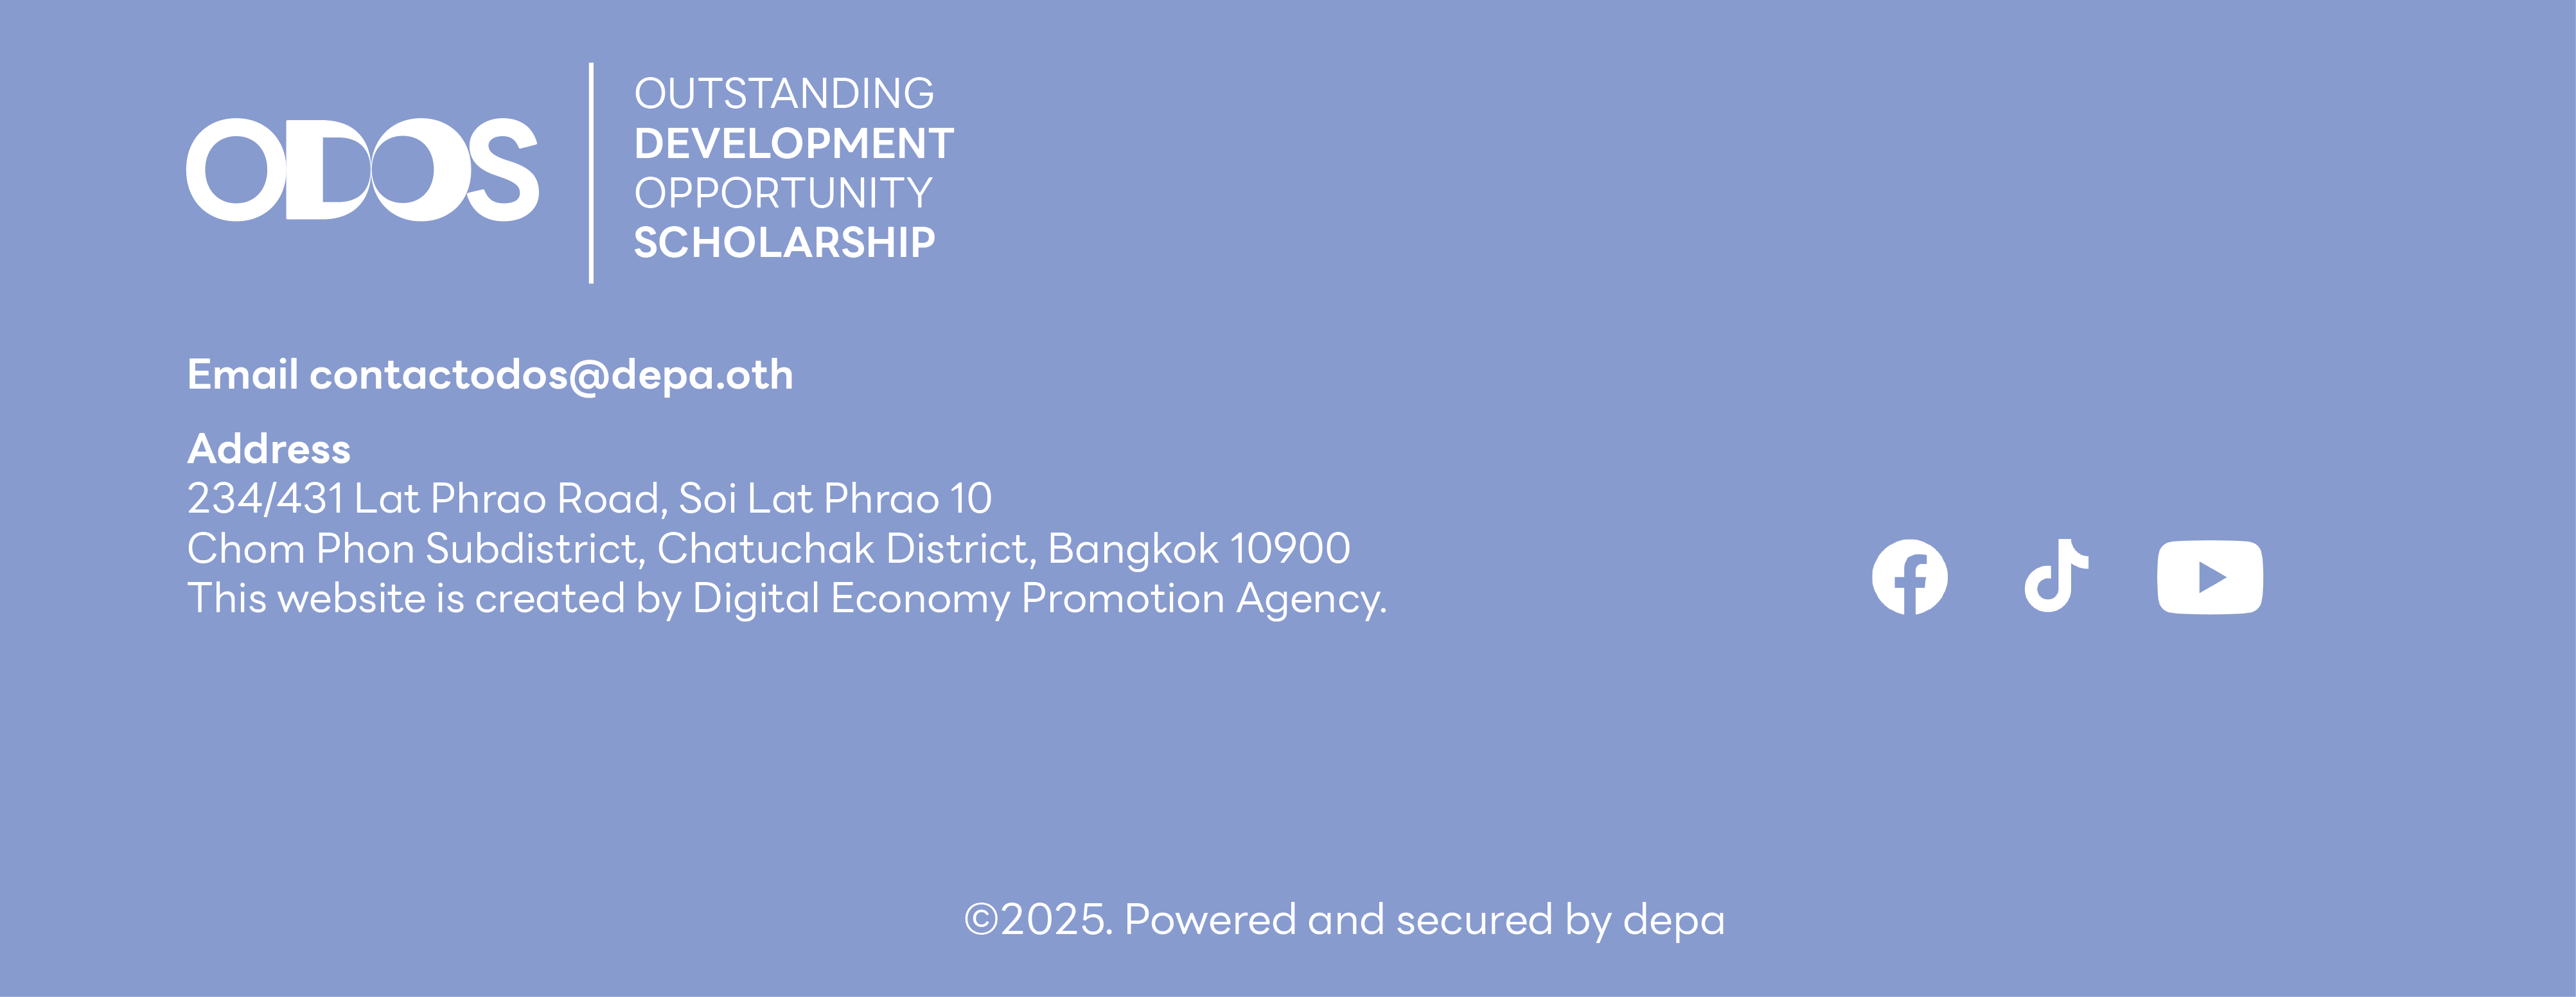 ODOS
OUTSTANDING
DEVELOPMENT
OPPORTUNITY
SCHOLARSHIP
Email contactodos@depa.oth
Address
234/431 Lat Phrao Road, Soi Lat Phrao 10
Chom Phon Subdistrict, Chatuchak District, Bangkok 10900
This website is created by Digital Economy Promotion Agency.
©2025. Powered and secured by depa